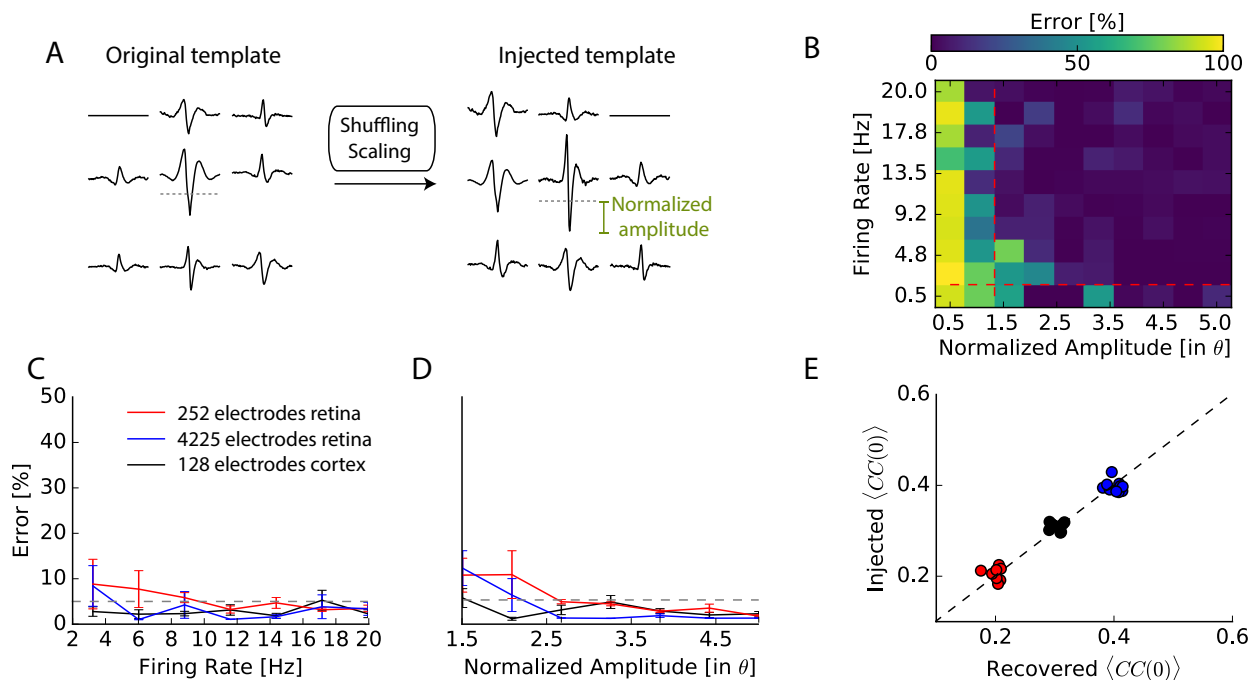 A
Original template
Injected template
Shuffling
Scaling
Normalized
amplitude
B
Error [%]
0
50
100
Firing Rate [Hz]
20.0
17.8
13.5
9.2
4.8
0.5
0.5
1.5
2.5
3.5
4.5
5.0
Normalized Amplitude [in θ]
C
Error [%]
50
40
30
20
10
0
252 electrodes retina
4225 electrodes retina
128 electrodes cortex
2
4
6
8
10
12
14
16
18
20
Firing Rate [Hz]
D
1.5
2.5
3.5
4.5
Normalized Amplitude [in θ]
E
Injected ⟨CC(0)⟩
0.6
0.4
0.2
0.2
0.4
0.6
Recovered ⟨CC(0)⟩